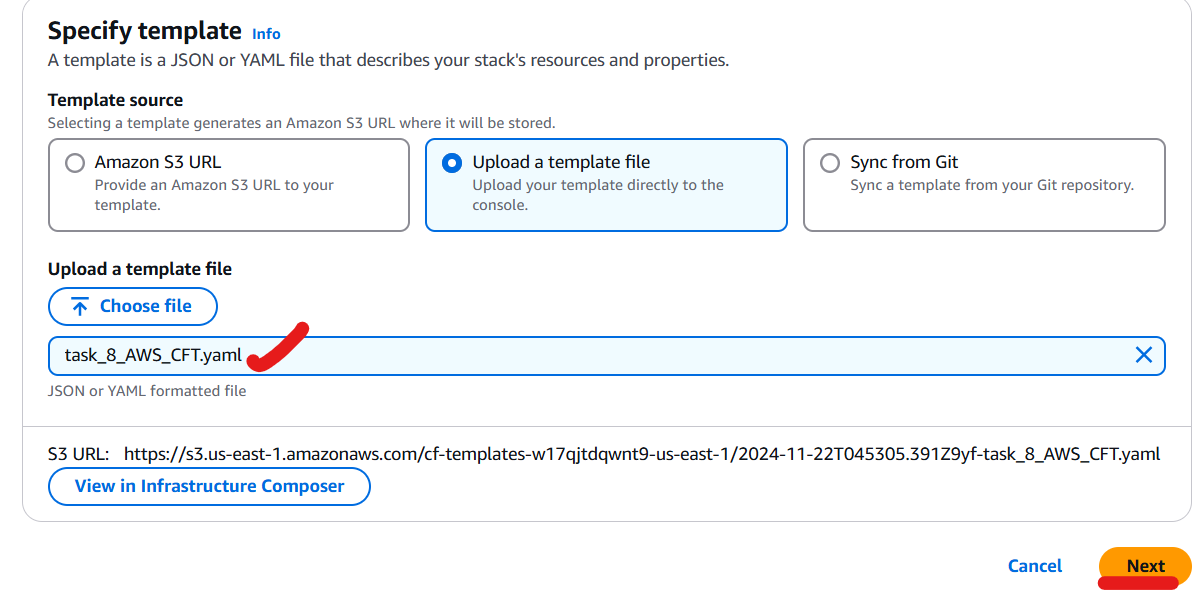 Specify template Info
A template is a JSON or YAML file that describes your stack's resources and properties.
Template source
Selecting a template generates an Amazon S3 URL where it will be stored.
Amazon S3 URL
Provide an Amazon S3 URL to your
template.
Upload a template file
Upload your template directly to the
console.
Sync from Git
Sync a template from your Git repository.
Upload a template file
Choose file
task_8_AWS_CFT.yaml
JSON or YAML formatted file
S3 URL: https://s3.us-east-1.amazonaws.com/cf-templates-w17qjtdqwnt9-us-east-1/2024-11-22T045305.391Z9yf-task_8_AWS_CFT.yaml
View in Infrastructure Composer
Cancel Next